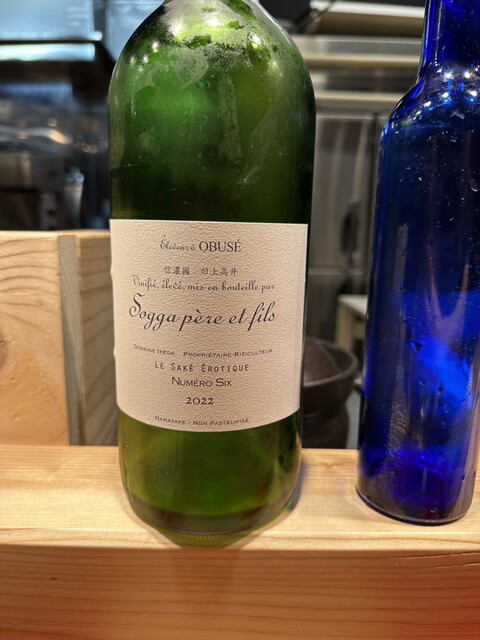 Éleveur à OBUSÉ
信濃國 旧上高井
Vinifié, élevé, mis en bouteille par
Sogga père et fils
DOMAINE IKEDA PROPRIÉTAIRE-RIZICULTEUR
LE SAKÉ ÉROTIQUE
NUMÉRO SIX
2022
NAMAZAKE - NON PASTEURISÉ